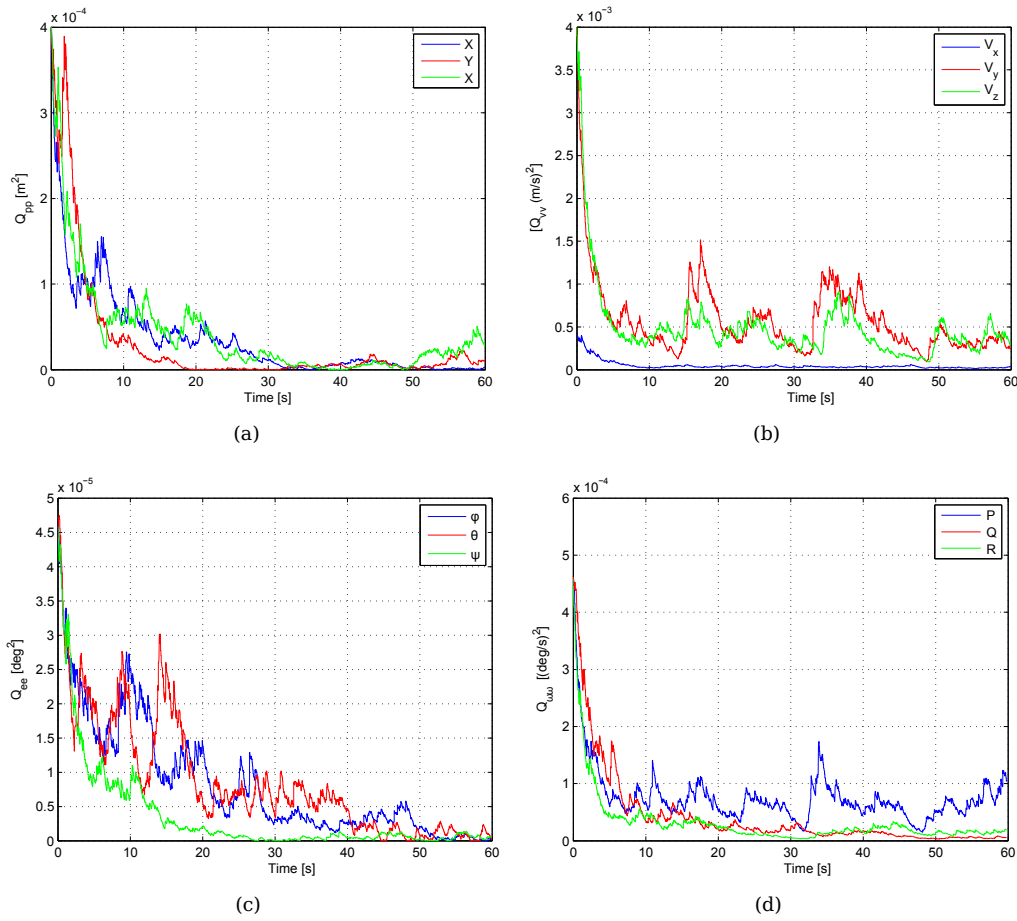 x 10⁻⁴
4
3
2
1
0
Q_pp [m²]
0 10 20 30 40 50 60
Time [s]
X
Y
X
(a)
x 10⁻³
4
3.5
3
2.5
2
1.5
1
0.5
0
[Q_vv (m/s)²]
0 10 20 30 40 50 60
Time [s]
V_x
V_y
V_z
(b)
x 10⁻⁵
5
4.5
4
3.5
3
2.5
2
1.5
1
0.5
0
Q_ee [deg²]
0 10 20 30 40 50 60
Time [s]
φ
θ
ψ
(c)
x 10⁻⁴
6
5
4
3
2
1
0
Q_ωω [(deg/s)²]
0 10 20 30 40 50 60
Time [s]
P
Q
R
(d)